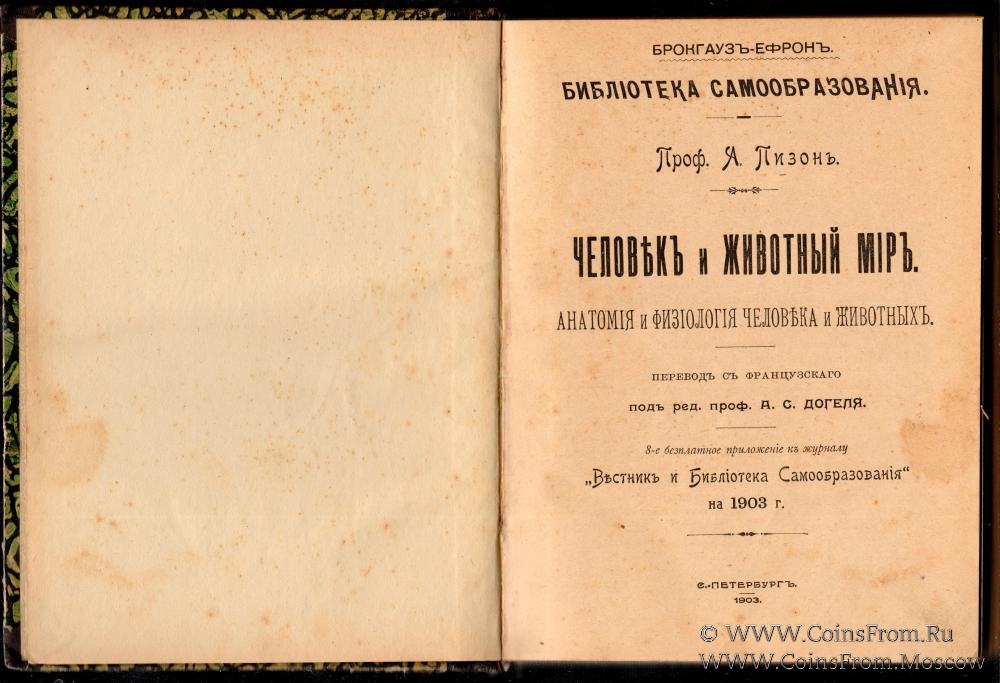 БРОКГАУЗЪ-ЕФРОНЪ.
БИБЛІОТЕКА САМООБРАЗОВАНІЯ.
Проф. А. Пизонъ.
ЧЕЛОВѢКЪ и ЖИВОТНЫЙ МІРЪ.
АНАТОМІЯ и ФИЗІОЛОГІЯ ЧЕЛОВѢКА и ЖИВОТНЫХЪ.
ПЕРЕВОДЪ СЪ ФРАНЦУЗСКАГО
подъ ред. проф. А. С. ДОГЕЛЯ.
8-е безплатное приложеніе къ журналу
„Вѣстникъ и Библіотека Самообразованія“
на 1903 г.
С.-ПЕТЕРБУРГЪ.
1903.
© WWW.CoinsFrom.Ru
WWW.CoinsFrom.Moscow